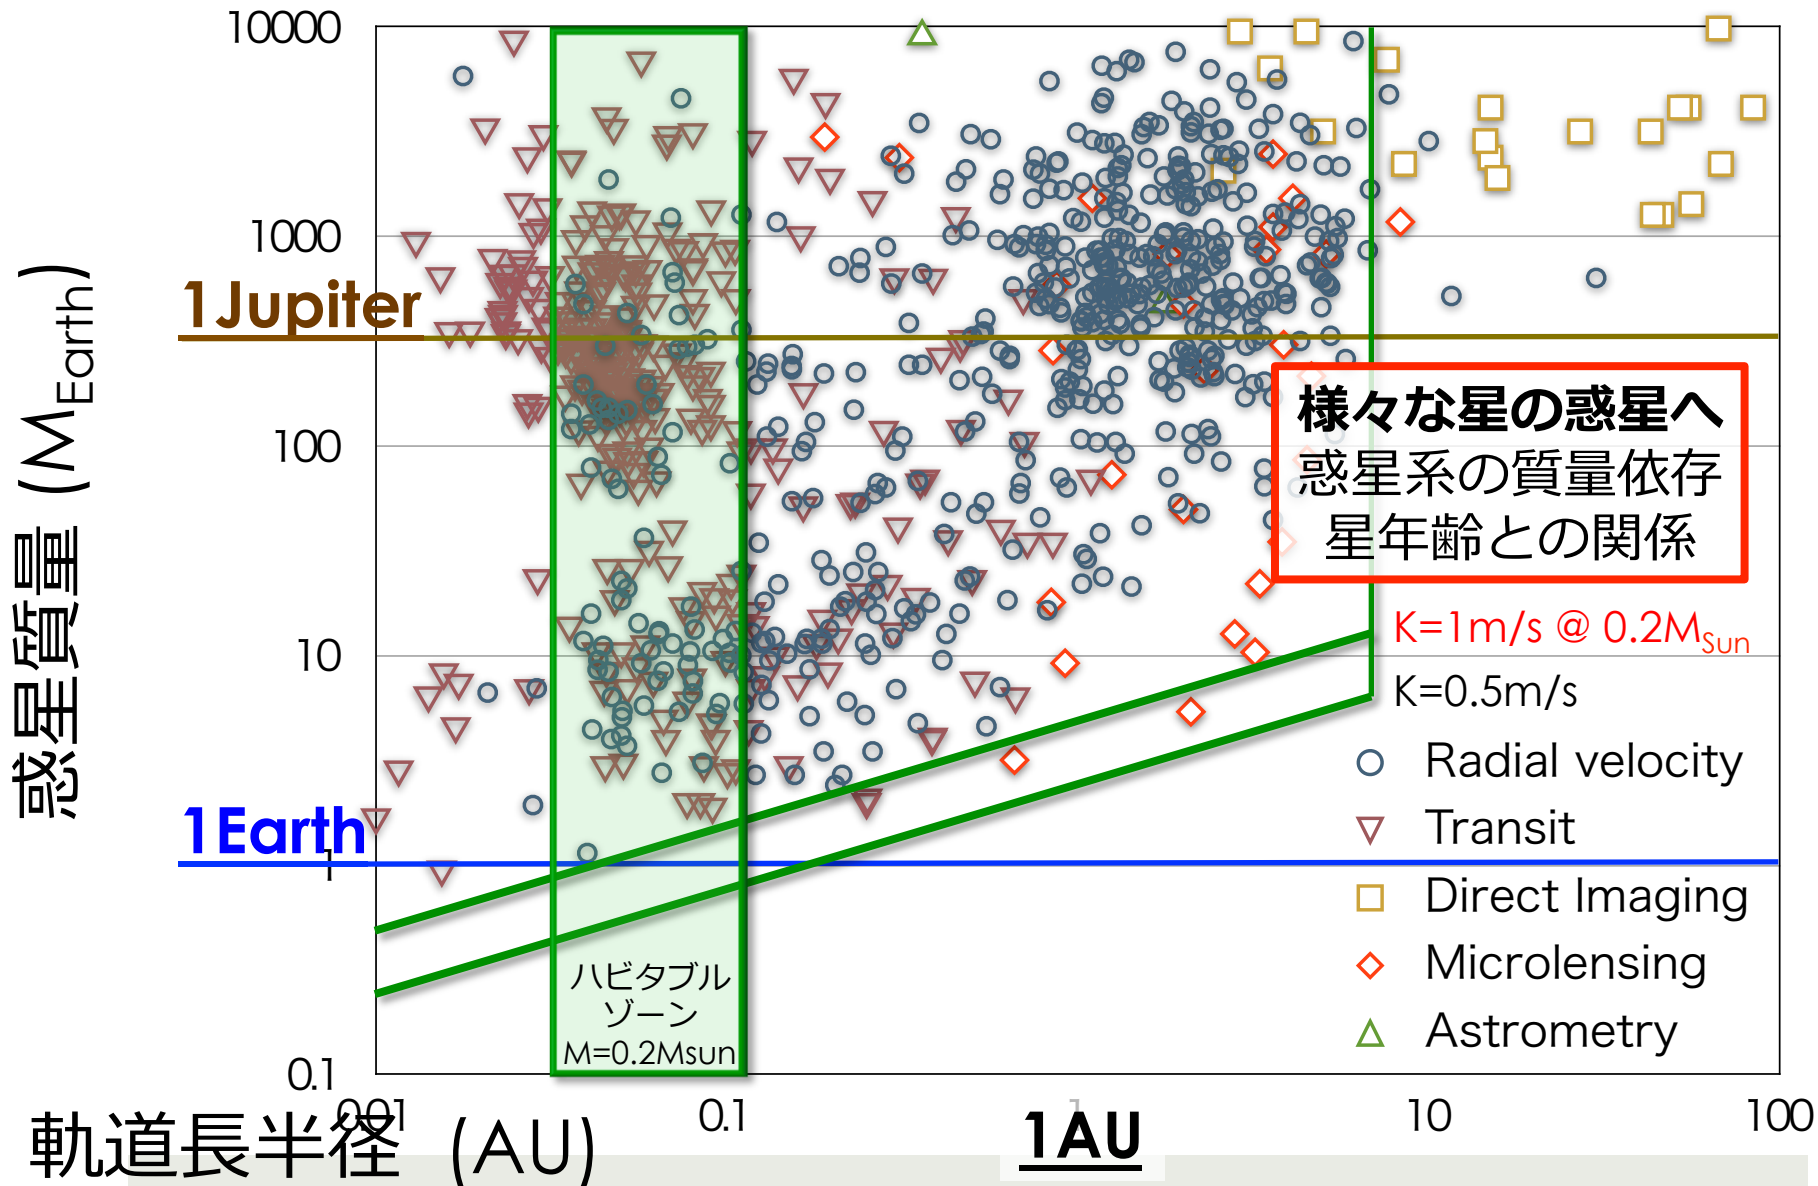 10000
1000
1Jupiter
100
10
1Earth
1
0.1
惑星質量 (MEarth)
様々な星の惑星へ
惑星系の質量依存
星年齢との関係
K=1m/s @ 0.2MSun
K=0.5m/s
Radial velocity
Transit
Direct Imaging
Microlensing
Astrometry
ハビタブル
ゾーン
M=0.2Msun
0.01
0.1
1
10
100
軌道長半径 (AU)
1AU